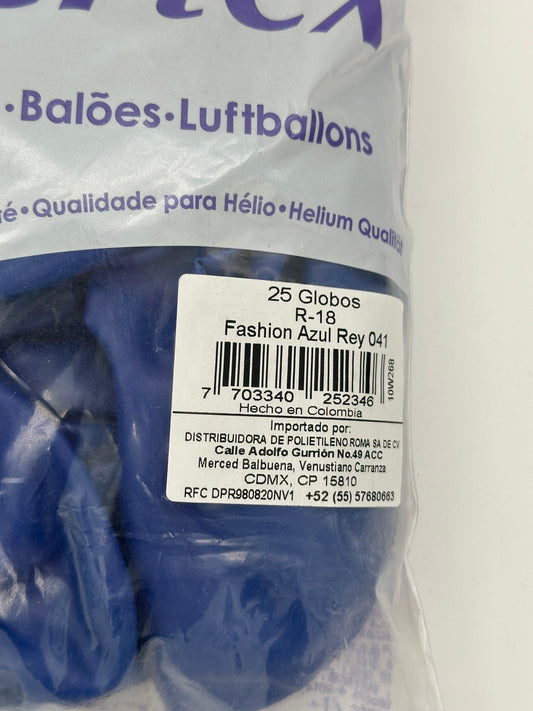 ·Balões·Luftballons
é•Qualidade para Hélio•Helium Qualität
25 Globos
R-18
Fashion Azul Rey 041
7 703340 252346
10W268
Hecho en Colombia
Importado por:
DISTRIBUIDORA DE POLIETILENO ROMA SA DE CV
Calle Adolfo Gurrión No.49 ACC
Merced Balbuena, Venustiano Carranza
CDMX, CP 15810
RFC DPR980820NV1 +52 (55) 57680663